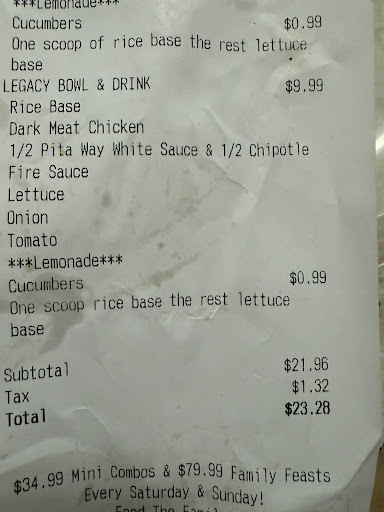 ***Lemonade***
Cucumbers $0.99
One scoop of rice base the rest lettuce
base
LEGACY BOWL & DRINK $9.99
Rice Base
Dark Meat Chicken
1/2 Pita Way White Sauce & 1/2 Chipotle
Fire Sauce
Lettuce
Onion
Tomato
***Lemonade***
Cucumbers $0.99
One scoop rice base the rest lettuce
base
Subtotal $21.96
Tax $1.32
Total $23.28
$34.99 Mini Combos & $79.99 Family Feasts
Every Saturday & Sunday!
Feed The Family